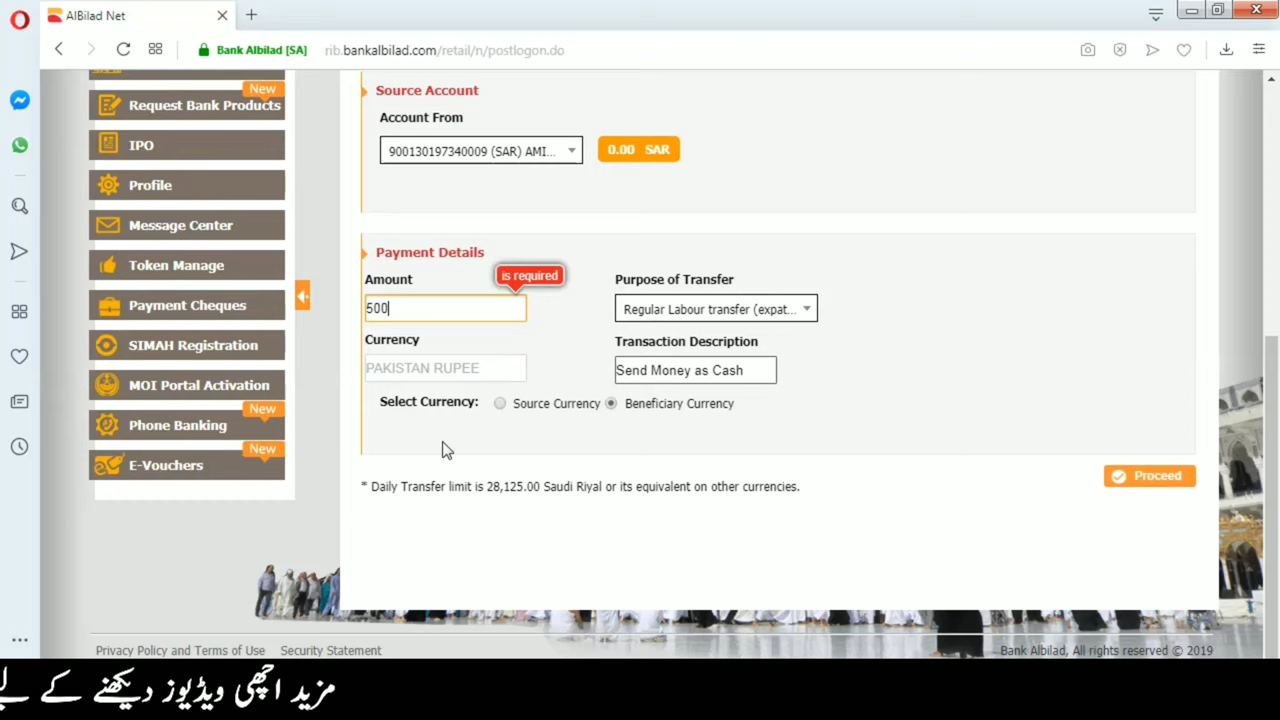 AlBilad Net
Bank Albilad [SA]
rib.bankalbilad.com/retail/n/postlogon.do
New
Request Bank Products
IPO
Profile
Message Center
Token Manage
Payment Cheques
SIMAH Registration
MOI Portal Activation
New
Phone Banking
New
E-Vouchers
Source Account
Account From
900130197340009 (SAR) AMI...
0.00 SAR
Payment Details
Amount
is required
Purpose of Transfer
500
Regular Labour transfer (expat...
Currency
Transaction Description
PAKISTAN RUPEE
Send Money as Cash
Select Currency: Source Currency Beneficiary Currency
* Daily Transfer limit is 28,125.00 Saudi Riyal or its equivalent on other currencies.
Proceed
Privacy Policy and Terms of Use Security Statement
Bank Albilad, All rights reserved © 2019
مزید اچھی ویڈیوز دیکھنے کے لیے